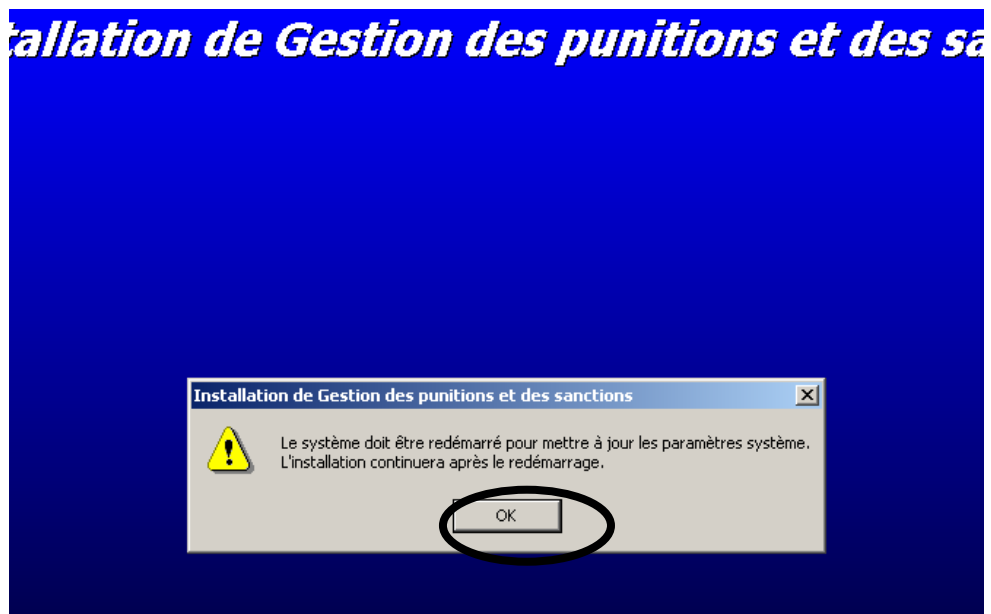 tallation de Gestion des punitions et des sa
Installation de Gestion des punitions et des sanctions
Le système doit être redémarré pour mettre à jour les paramètres système.
L'installation continuera après le redémarrage.
OK